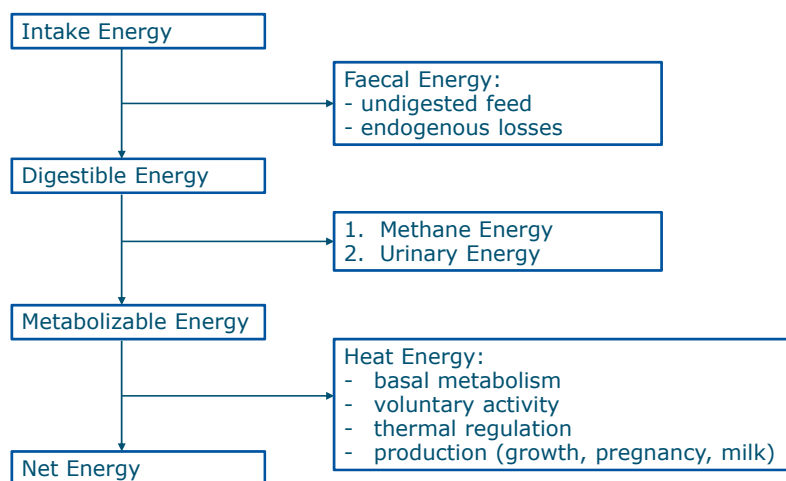 Intake Energy
Faecal Energy:
- undigested feed
- endogenous losses
Digestible Energy
1. Methane Energy
2. Urinary Energy
Metabolizable Energy
Heat Energy:
- basal metabolism
- voluntary activity
- thermal regulation
- production (growth, pregnancy, milk)
Net Energy